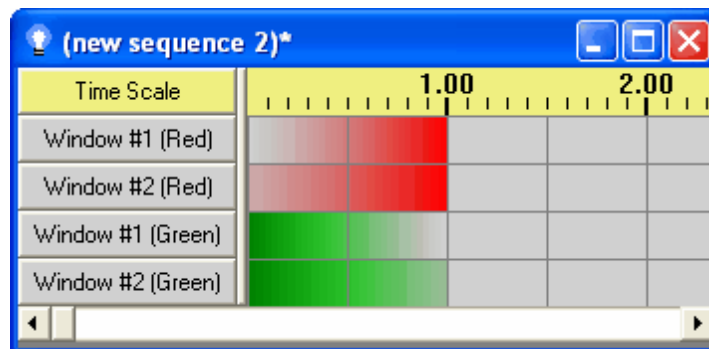 (new sequence 2)*
Time Scale 1.00 2.00
Window #1 (Red)
Window #2 (Red)
Window #1 (Green)
Window #2 (Green)